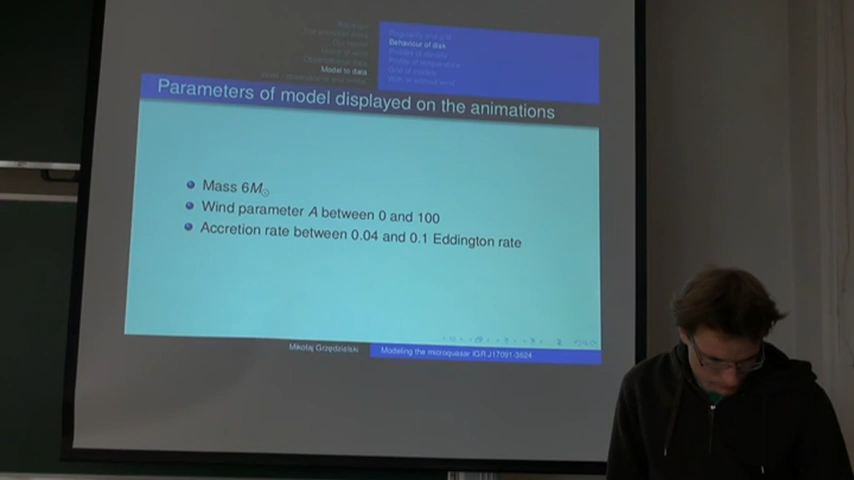 Model to data
Behaviour of disk
Parameters of model displayed on the animations
Mass 6M☉
Wind parameter A between 0 and 100
Accretion rate between 0.04 and 0.1 Eddington rate
Mikołaj Grzędzielski
Modeling the microquasar IGR J17091-3624